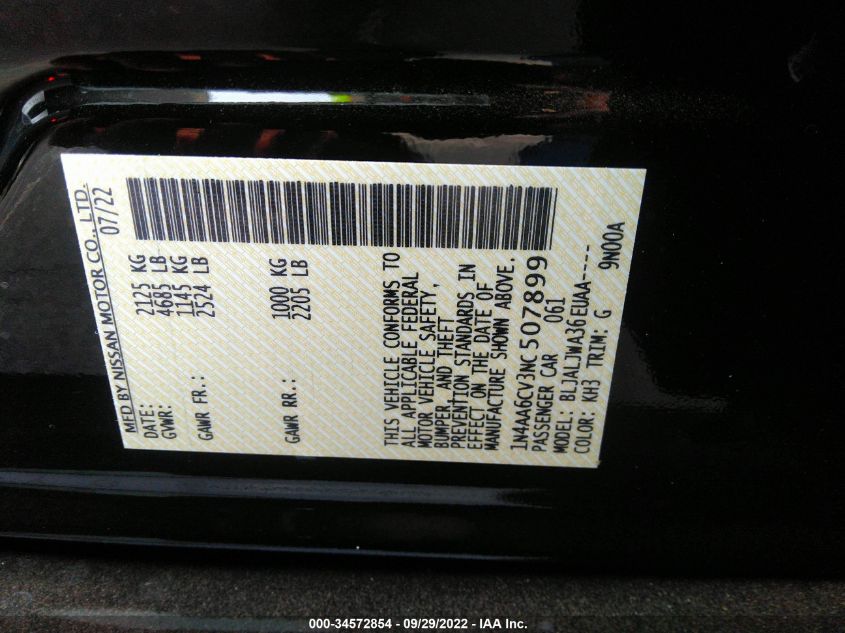 MFD BY NISSAN MOTOR CO., LTD.
DATE: 07/22
GVWR: 2125 KG
4685 LB
GAWR FR.: 1145 KG
2524 LB
GAWR RR.: 1000 KG
2205 LB
THIS VEHICLE CONFORMS TO
ALL APPLICABLE FEDERAL
MOTOR VEHICLE SAFETY,
BUMPER, AND THEFT
PREVENTION STANDARDS IN
EFFECT ON THE DATE OF
MANUFACTURE SHOWN ABOVE.
1N4AA6CV3NC507899
PASSENGER CAR 061
MODEL: BLJALJWA36EUAA-----
COLOR: KH3 TRIM: G 9N00A
000-34572854 - 09/29/2022 - IAA Inc.